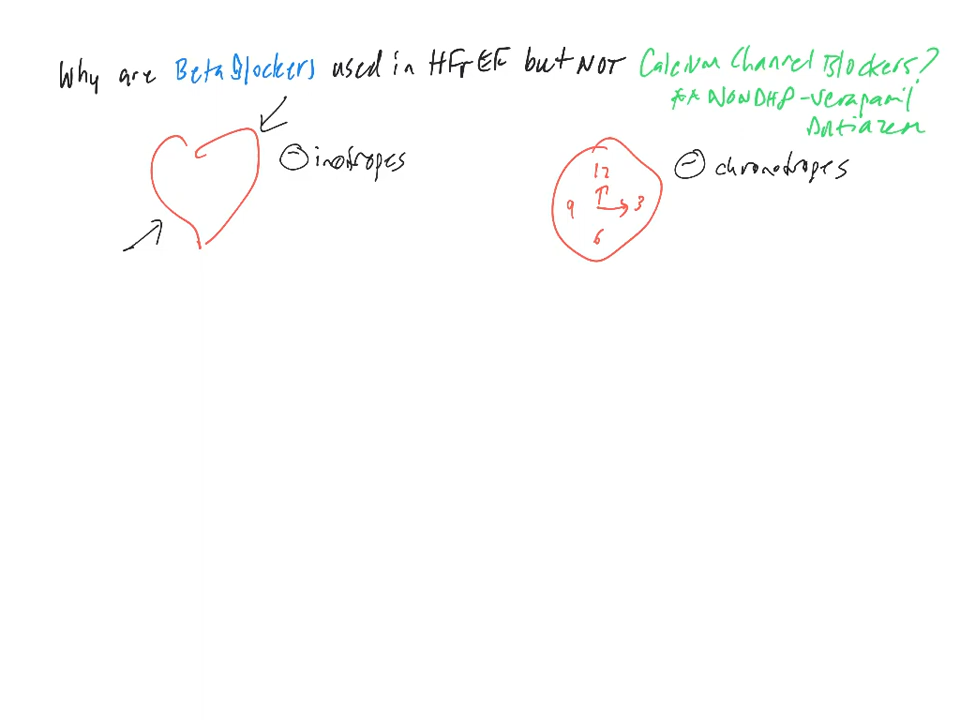 Why are Beta Blockers used in HFrEF but NOT Calcium Channel Blockers?
** NONDHP - Verapamil
Diltiazem
⊖ inotropes
⊖ chronotropes
12
9 3
6